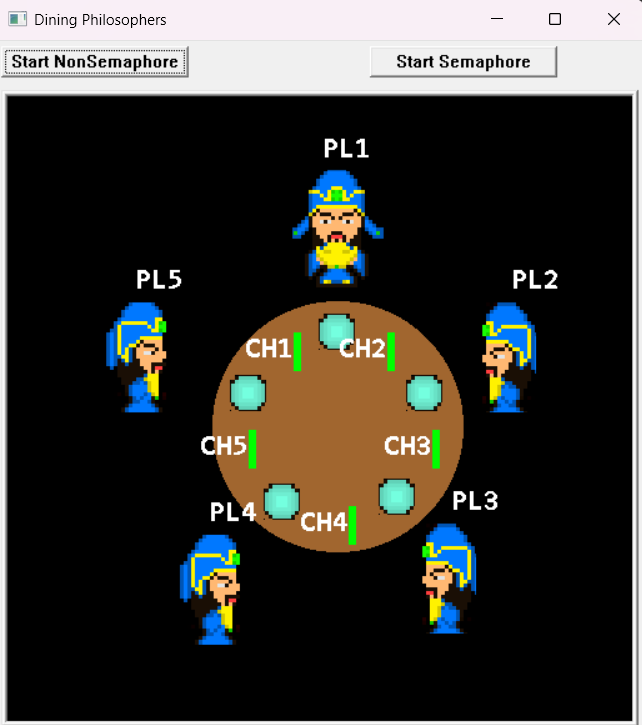 Dining Philosophers
Start NonSemaphore
Start Semaphore
PL1
PL5
PL2
CH1
CH2
CH5
CH3
PL4
CH4
PL3